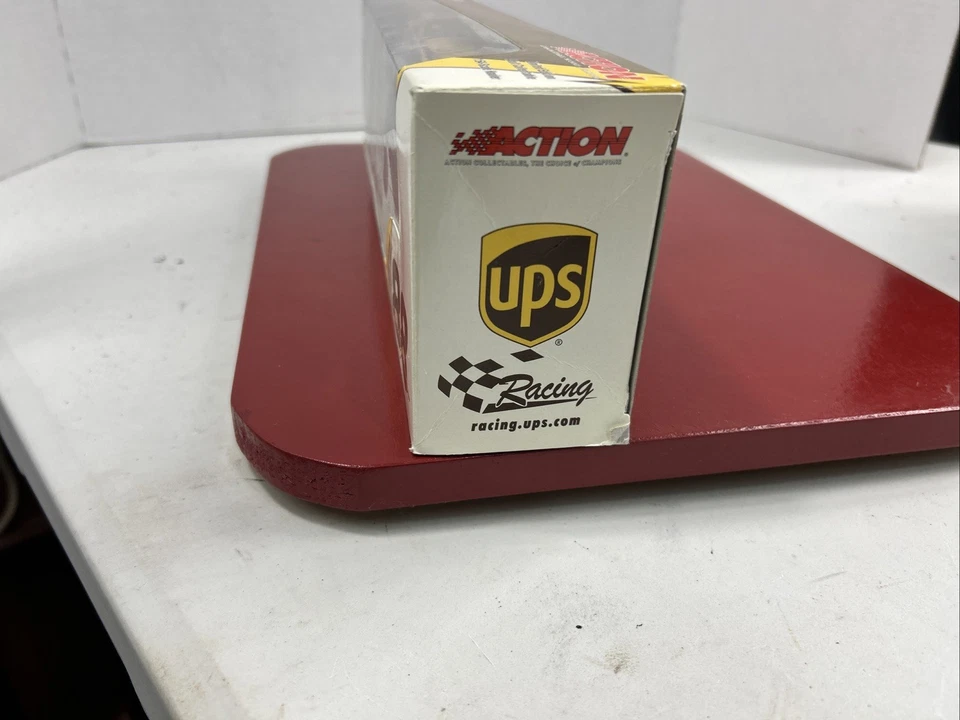 ACTION
ACTION COLLECTABLES, THE CHOICE of CHAMPIONS
ups
®
Racing
racing.ups.com